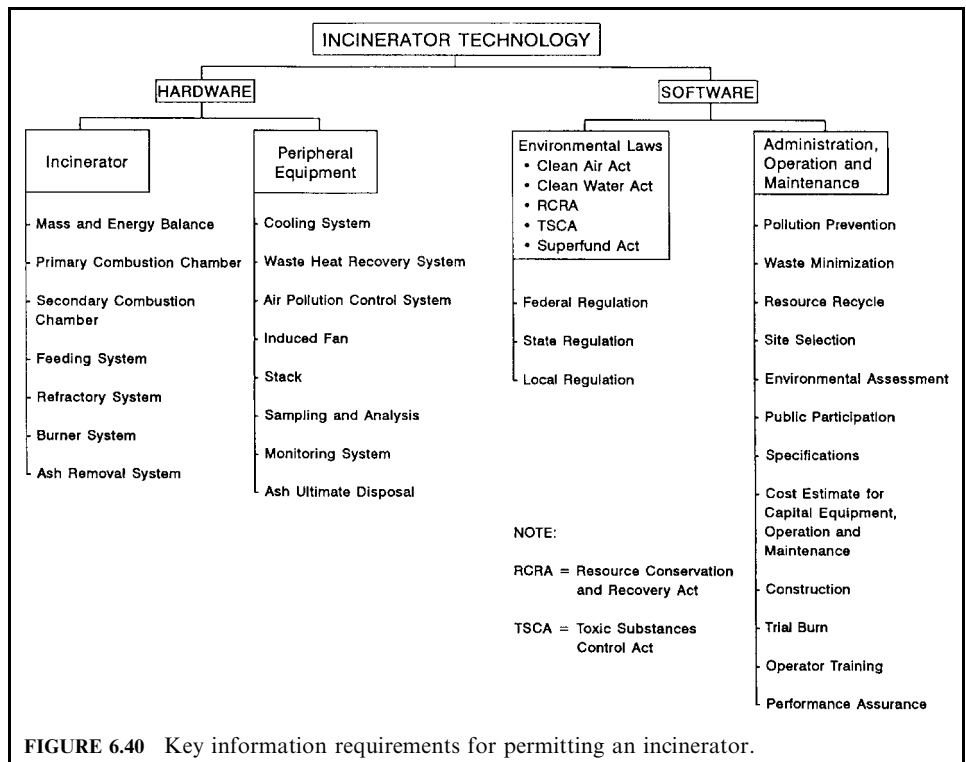 INCINERATOR TECHNOLOGY
HARDWARE
SOFTWARE
Incinerator
Mass and Energy Balance
Primary Combustion Chamber
Secondary Combustion
Chamber
Feeding System
Refractory System
Burner System
Ash Removal System
Peripheral
Equipment
Cooling System
Waste Heat Recovery System
Air Pollution Control System
Induced Fan
Stack
Sampling and Analysis
Monitoring System
Ash Ultimate Disposal
Environmental Laws
• Clean Air Act
• Clean Water Act
• RCRA
• TSCA
• Superfund Act
Federal Regulation
State Regulation
Local Regulation
NOTE:
RCRA = Resource Conservation
and Recovery Act
TSCA = Toxic Substances
Control Act
Administration,
Operation and
Maintenance
Pollution Prevention
Waste Minimization
Resource Recycle
Site Selection
Environmental Assessment
Public Participation
Specifications
Cost Estimate for
Capital Equipment,
Operation and
Maintenance
Construction
Trial Burn
Operator Training
Performance Assurance
FIGURE 6.40 Key information requirements for permitting an incinerator.